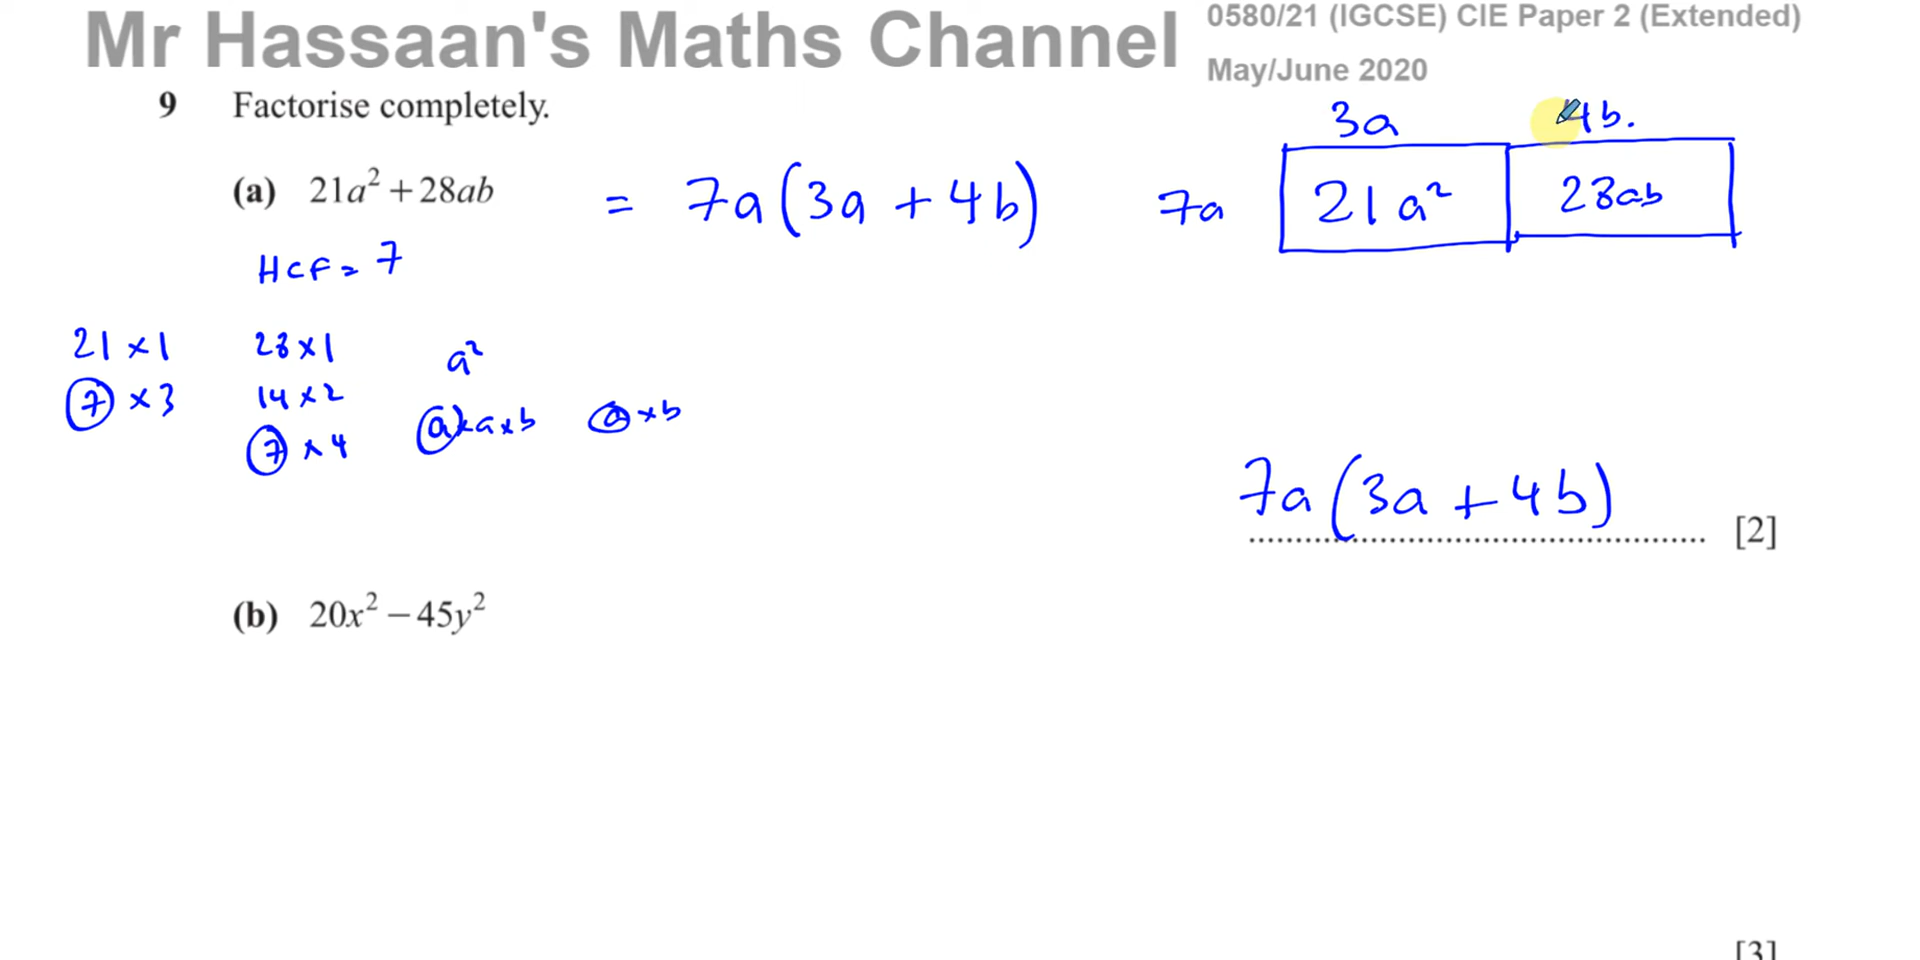 Mr Hassaan's Maths Channel
0580/21 (IGCSE) CIE Paper 2 (Extended)
May/June 2020
9 Factorise completely.
(a) 21a² + 28ab
= 7a(3a + 4b)
3a 4b.
7a 21a² 28ab
HCF = 7
21 × 1 28 × 1 a²
7 × 3 14 × 2 a × a × b a × b
7 × 4
7a(3a + 4b)
[2]
(b) 20x² − 45y²
[3]